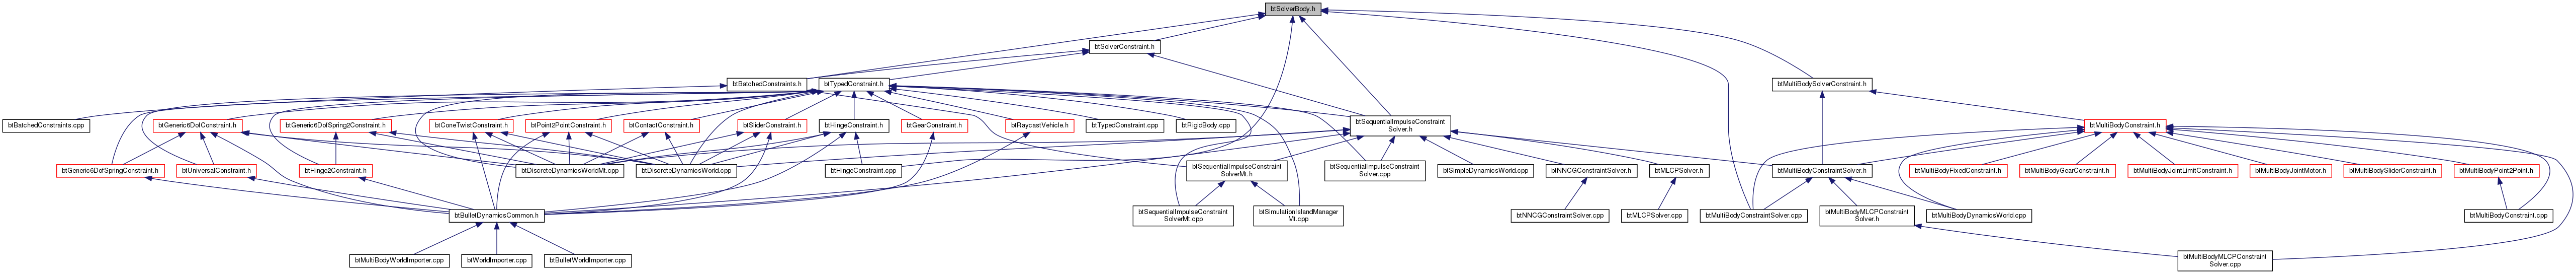 btSolverBody.h
btSolverConstraint.h
btBatchedConstraints.h
btTypedConstraint.h
btMultiBodySolverConstraint.h
btBatchedConstraints.cpp
btGeneric6DofConstraint.h
btGeneric6DofSpring2Constraint.h
btConeTwistConstraint.h
btPoint2PointConstraint.h
btContactConstraint.h
btSliderConstraint.h
btHingeConstraint.h
btGearConstraint.h
btRaycastVehicle.h
btTypedConstraint.cpp
btRigidBody.cpp
btSequentialImpulseConstraint
Solver.h
btMultiBodyConstraint.h
btGeneric6DofSpringConstraint.h
btUniversalConstraint.h
btHinge2Constraint.h
btDiscreteDynamicsWorldMt.cpp
btDiscreteDynamicsWorld.cpp
btHingeConstraint.cpp
btSequentialImpulseConstraint
SolverMt.h
btSequentialImpulseConstraint
Solver.cpp
btSimpleDynamicsWorld.cpp
btNNCGConstraintSolver.h
btMLCPSolver.h
btMultiBodyConstraintSolver.h
btMultiBodyFixedConstraint.h
btMultiBodyGearConstraint.h
btMultiBodyJointLimitConstraint.h
btMultiBodyJointMotor.h
btMultiBodySliderConstraint.h
btMultiBodyPoint2Point.h
btBulletDynamicsCommon.h
btSequentialImpulseConstraint
SolverMt.cpp
btSimulationIslandManager
Mt.cpp
btNNCGConstraintSolver.cpp
btMLCPSolver.cpp
btMultiBodyConstraintSolver.cpp
btMultiBodyMLCPConstraint
Solver.h
btMultiBodyDynamicsWorld.cpp
btMultiBodyConstraint.cpp
btMultiBodyWorldImporter.cpp
btWorldImporter.cpp
btBulletWorldImporter.cpp
btMultiBodyMLCPConstraint
Solver.cpp